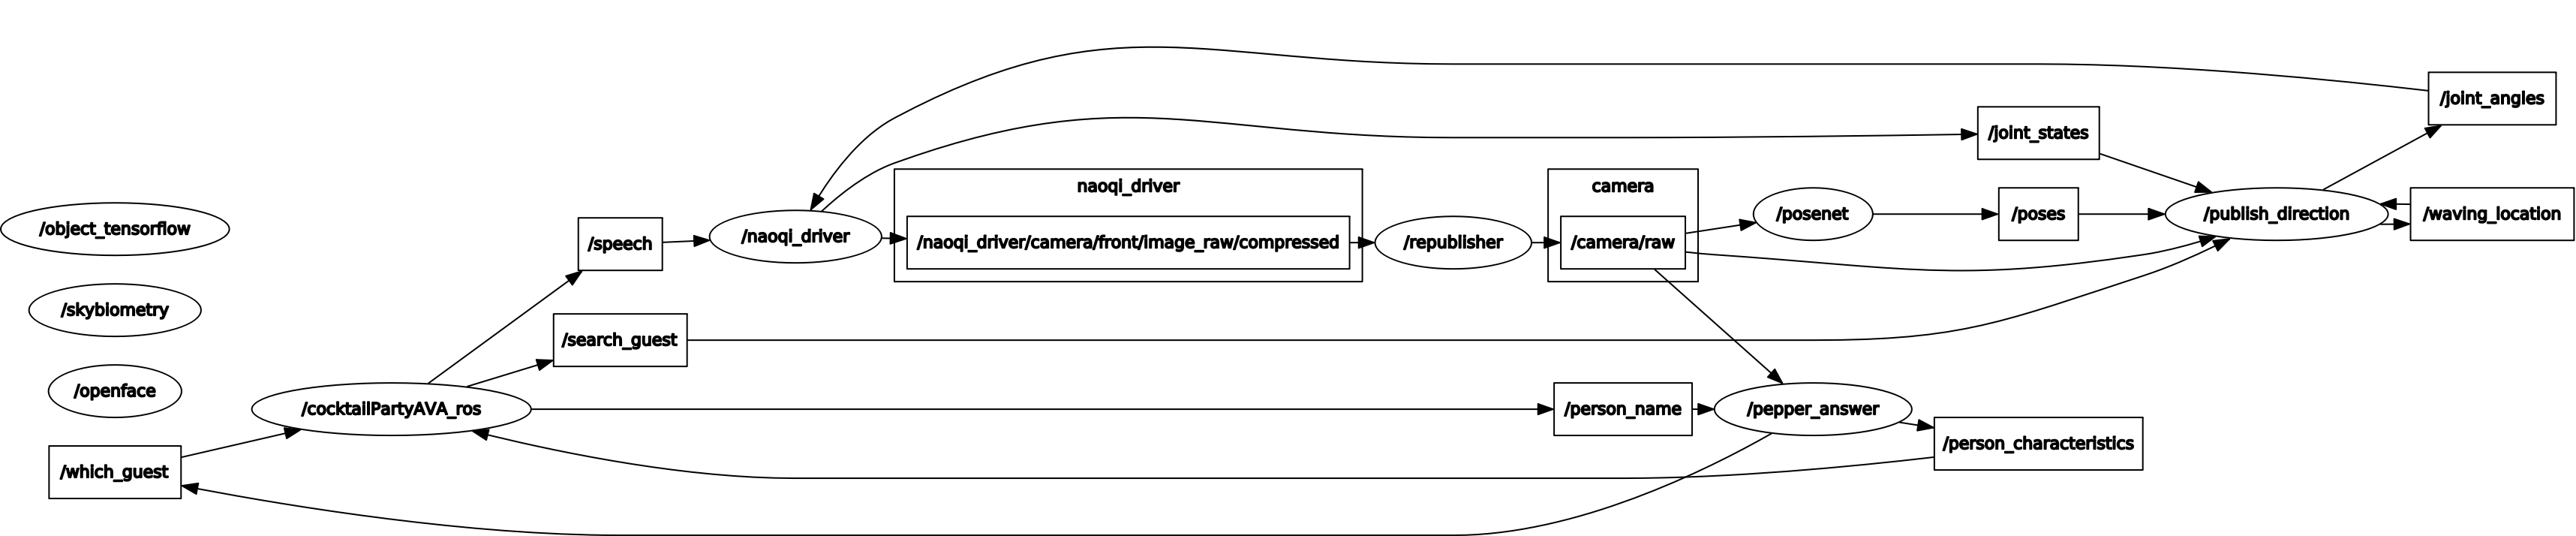 /joint_angles
/joint_states
naoqi_driver
camera
/object_tensorflow
/speech
/naoqi_driver
/naoqi_driver/camera/front/image_raw/compressed
/republisher
/camera/raw
/posenet
/poses
/publish_direction
/waving_location
/skybiometry
/search_guest
/openface
/cocktailPartyAVA_ros
/person_name
/pepper_answer
/person_characteristics
/which_guest